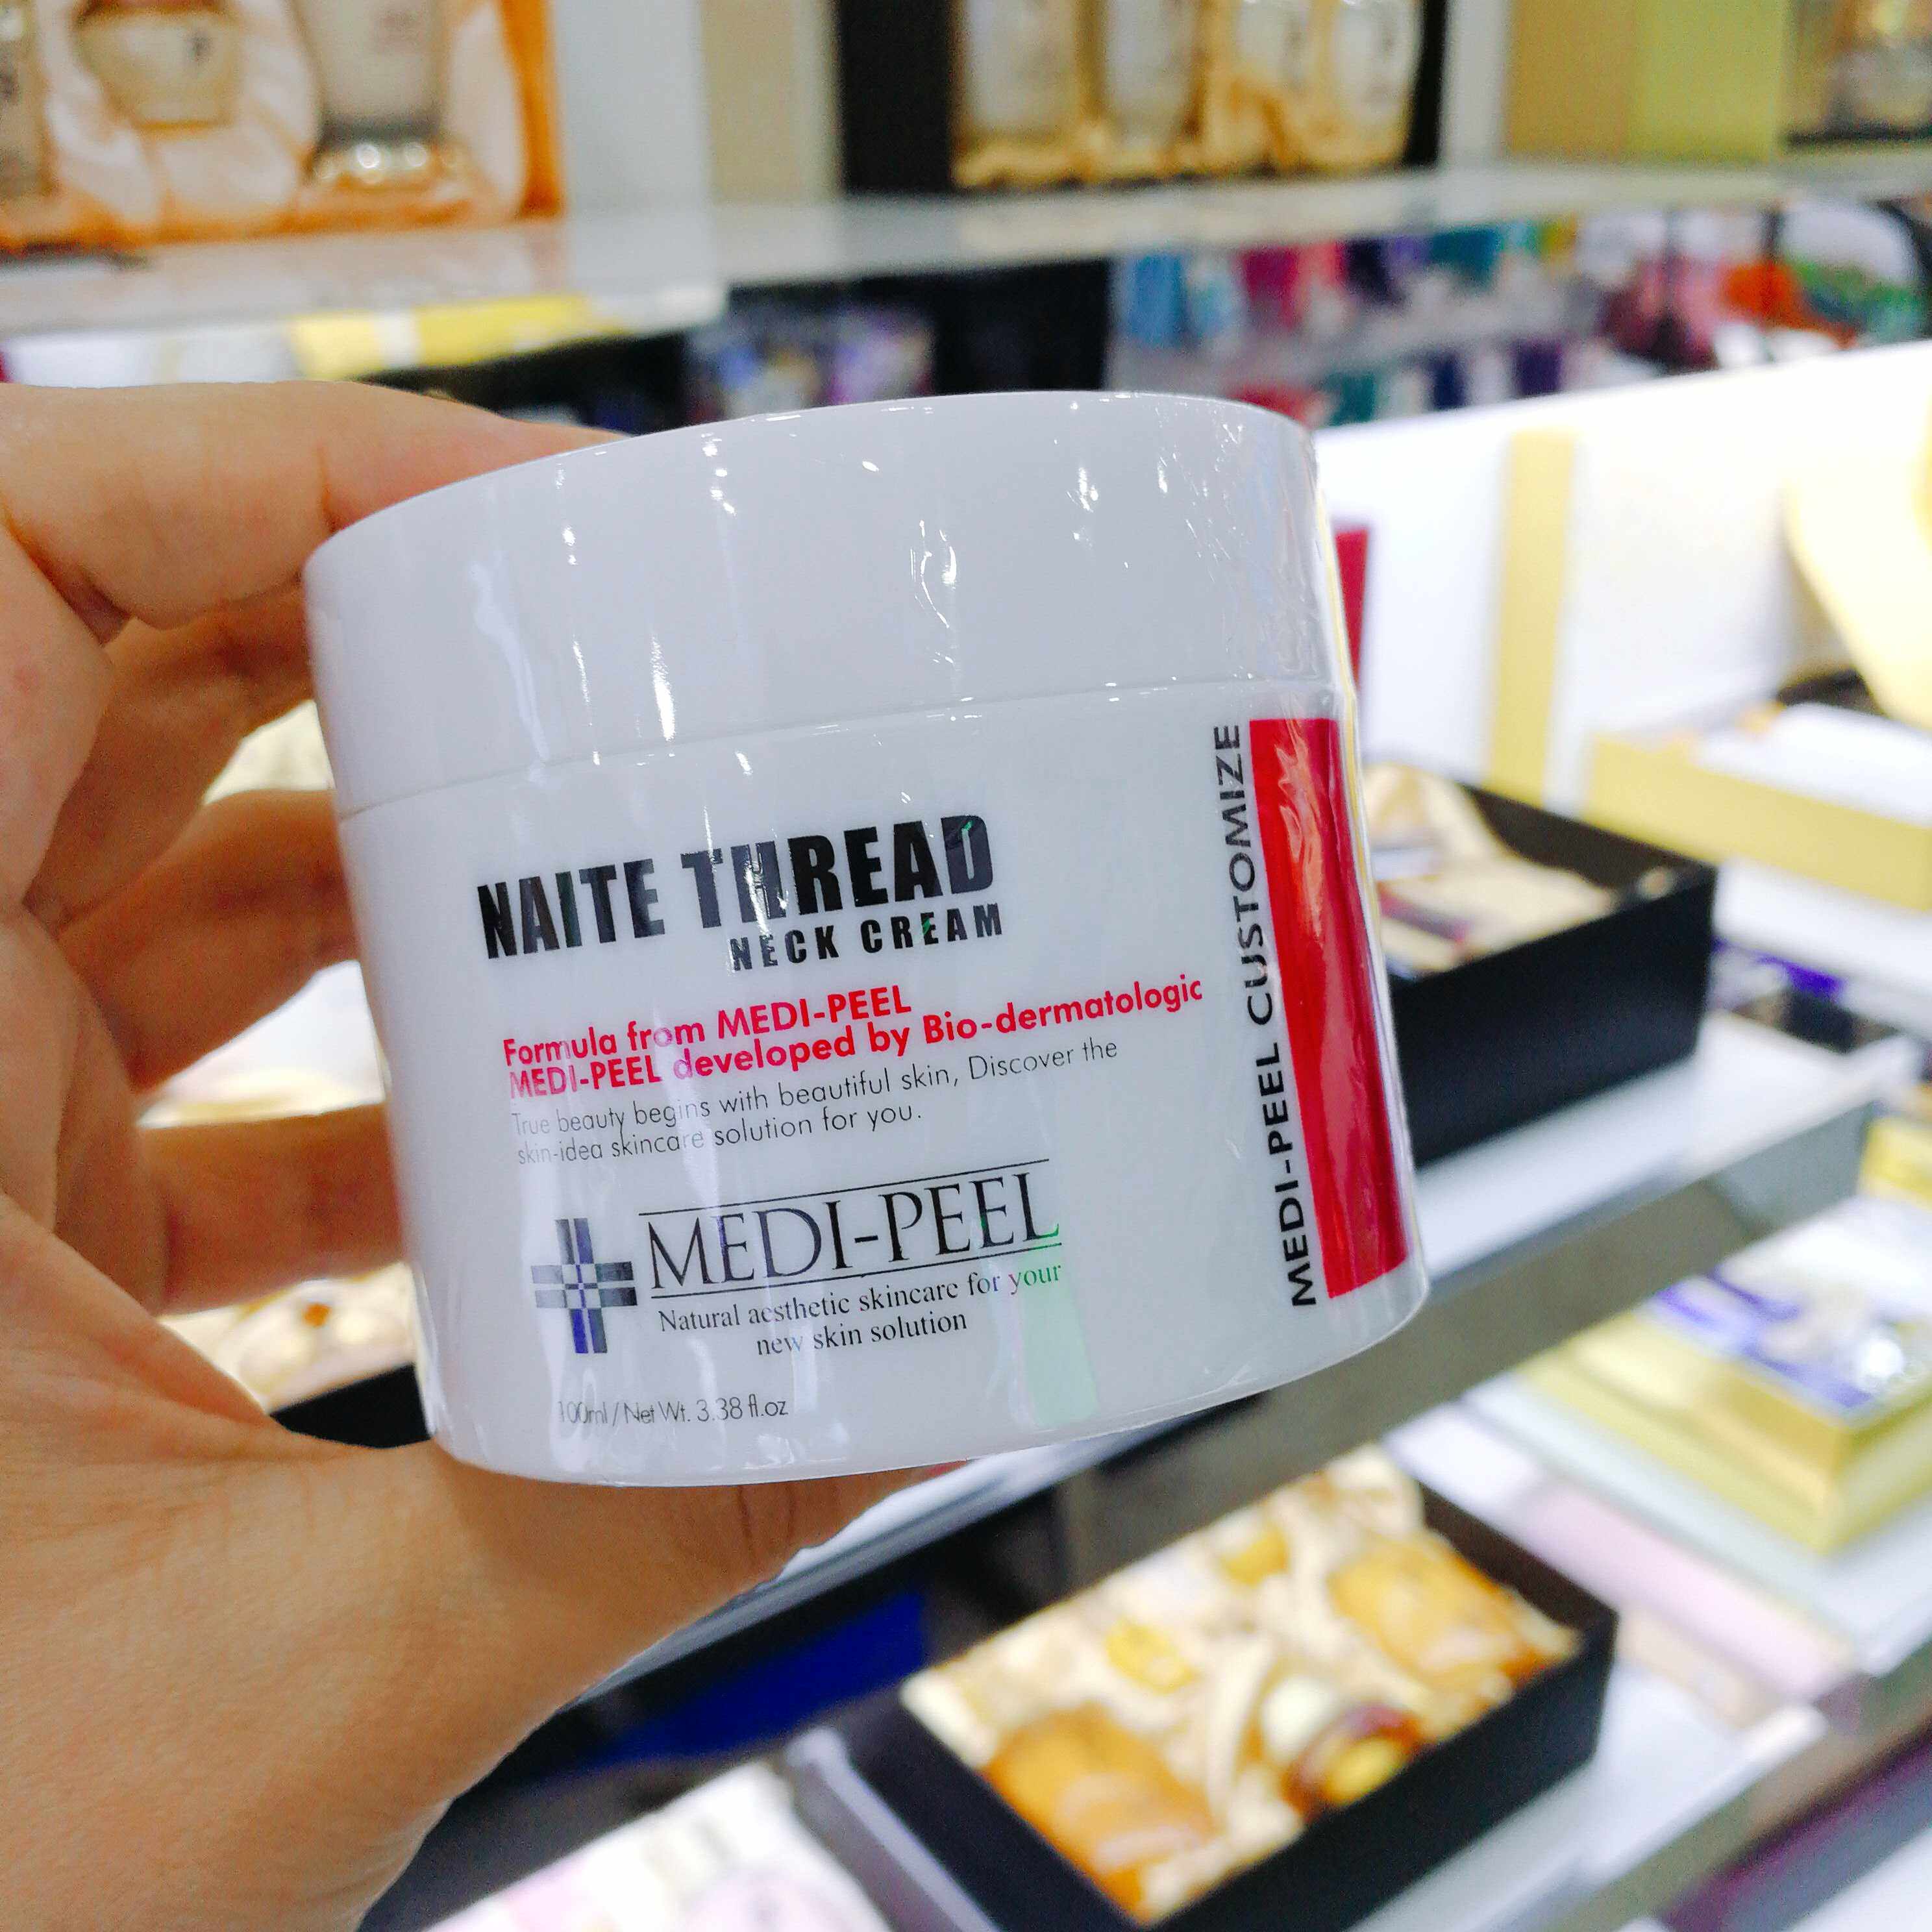 NAITE THREAD
NECK CREAM
Formula from MEDI-PEEL
MEDI-PEEL developed by Bio-dermatologic
True beauty begins with beautiful skin, Discover the
skin-idea skincare solution for you.
MEDI-PEEL
Natural aesthetic skincare for your
new skin solution
100ml / Net Wt. 3.38 fl.oz
MEDI-PEEL CUSTOMIZE